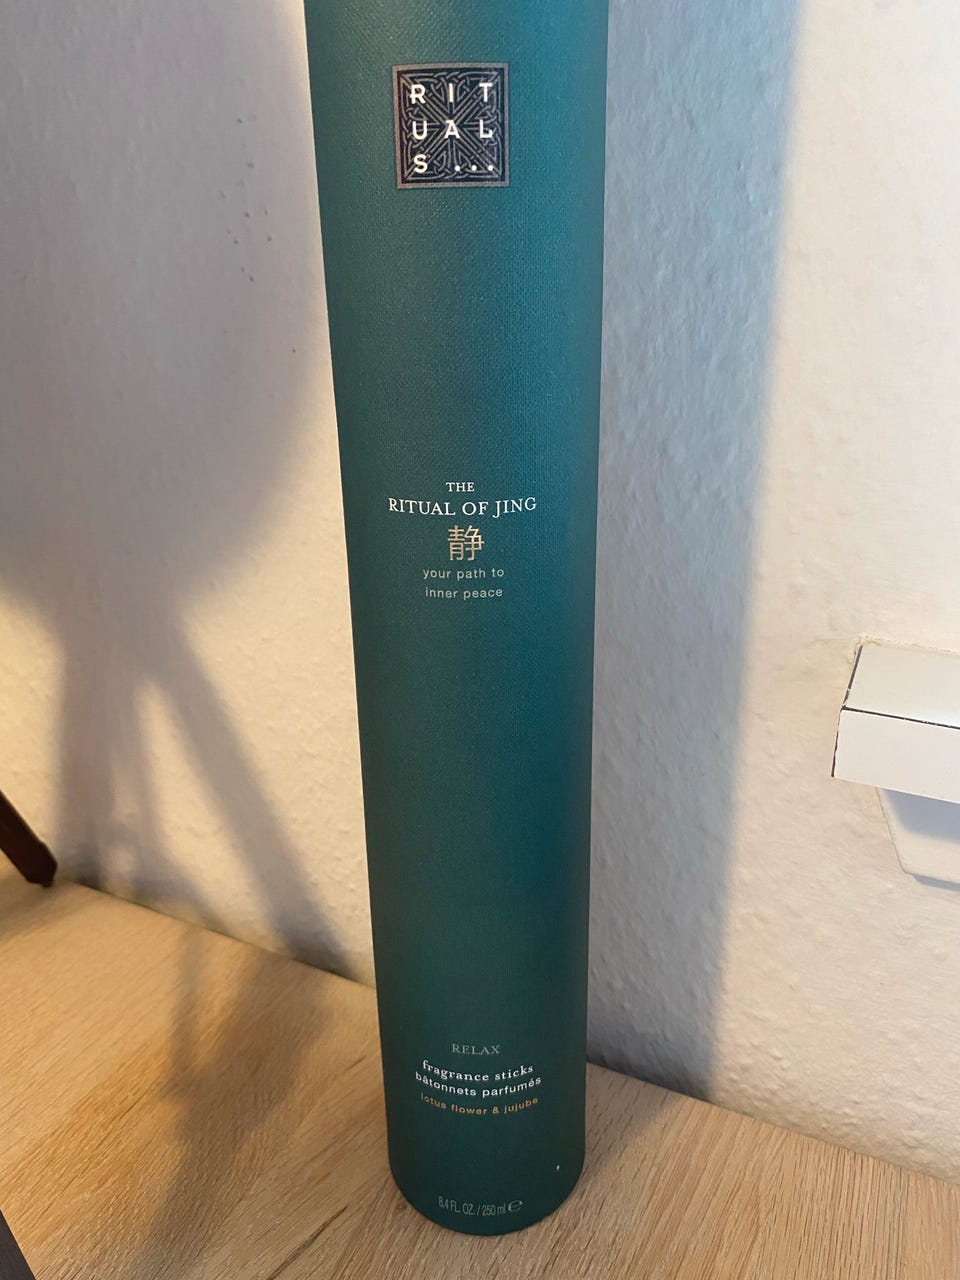 RIT
UAL
S...
THE
RITUAL OF JING
静
your path to
inner peace
RELAX
fragrance sticks
bâtonnets parfumés
lotus flower & jujube
8.4 FL. OZ. / 250 ml ℮